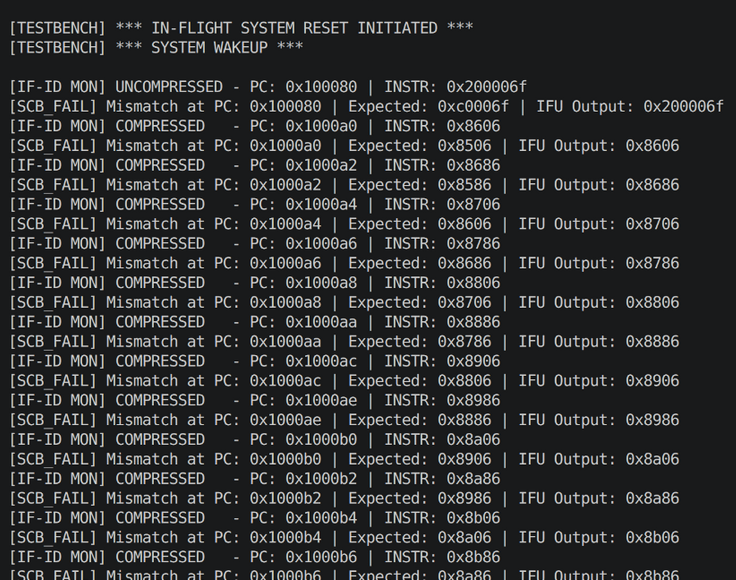 [TESTBENCH] *** IN-FLIGHT SYSTEM RESET INITIATED ***
[TESTBENCH] *** SYSTEM WAKEUP ***
[IF-ID MON] UNCOMPRESSED - PC: 0x100080 | INSTR: 0x200006f
[SCB_FAIL] Mismatch at PC: 0x100080 | Expected: 0xc0006f | IFU Output: 0x200006f
[IF-ID MON] COMPRESSED   - PC: 0x1000a0 | INSTR: 0x8606
[SCB_FAIL] Mismatch at PC: 0x1000a0 | Expected: 0x8506 | IFU Output: 0x8606
[IF-ID MON] COMPRESSED   - PC: 0x1000a2 | INSTR: 0x8686
[SCB_FAIL] Mismatch at PC: 0x1000a2 | Expected: 0x8586 | IFU Output: 0x8686
[IF-ID MON] COMPRESSED   - PC: 0x1000a4 | INSTR: 0x8706
[SCB_FAIL] Mismatch at PC: 0x1000a4 | Expected: 0x8606 | IFU Output: 0x8706
[IF-ID MON] COMPRESSED   - PC: 0x1000a6 | INSTR: 0x8786
[SCB_FAIL] Mismatch at PC: 0x1000a6 | Expected: 0x8686 | IFU Output: 0x8786
[IF-ID MON] COMPRESSED   - PC: 0x1000a8 | INSTR: 0x8806
[SCB_FAIL] Mismatch at PC: 0x1000a8 | Expected: 0x8706 | IFU Output: 0x8806
[IF-ID MON] COMPRESSED   - PC: 0x1000aa | INSTR: 0x8886
[SCB_FAIL] Mismatch at PC: 0x1000aa | Expected: 0x8786 | IFU Output: 0x8886
[IF-ID MON] COMPRESSED   - PC: 0x1000ac | INSTR: 0x8906
[SCB_FAIL] Mismatch at PC: 0x1000ac | Expected: 0x8806 | IFU Output: 0x8906
[IF-ID MON] COMPRESSED   - PC: 0x1000ae | INSTR: 0x8986
[SCB_FAIL] Mismatch at PC: 0x1000ae | Expected: 0x8886 | IFU Output: 0x8986
[IF-ID MON] COMPRESSED   - PC: 0x1000b0 | INSTR: 0x8a06
[SCB_FAIL] Mismatch at PC: 0x1000b0 | Expected: 0x8906 | IFU Output: 0x8a06
[IF-ID MON] COMPRESSED   - PC: 0x1000b2 | INSTR: 0x8a86
[SCB_FAIL] Mismatch at PC: 0x1000b2 | Expected: 0x8986 | IFU Output: 0x8a86
[IF-ID MON] COMPRESSED   - PC: 0x1000b4 | INSTR: 0x8b06
[SCB_FAIL] Mismatch at PC: 0x1000b4 | Expected: 0x8a06 | IFU Output: 0x8b06
[IF-ID MON] COMPRESSED   - PC: 0x1000b6 | INSTR: 0x8b86
[SCB_FAIL] Mismatch at PC: 0x1000b6 | Expected: 0x8a86 | IFU Output: 0x8b86